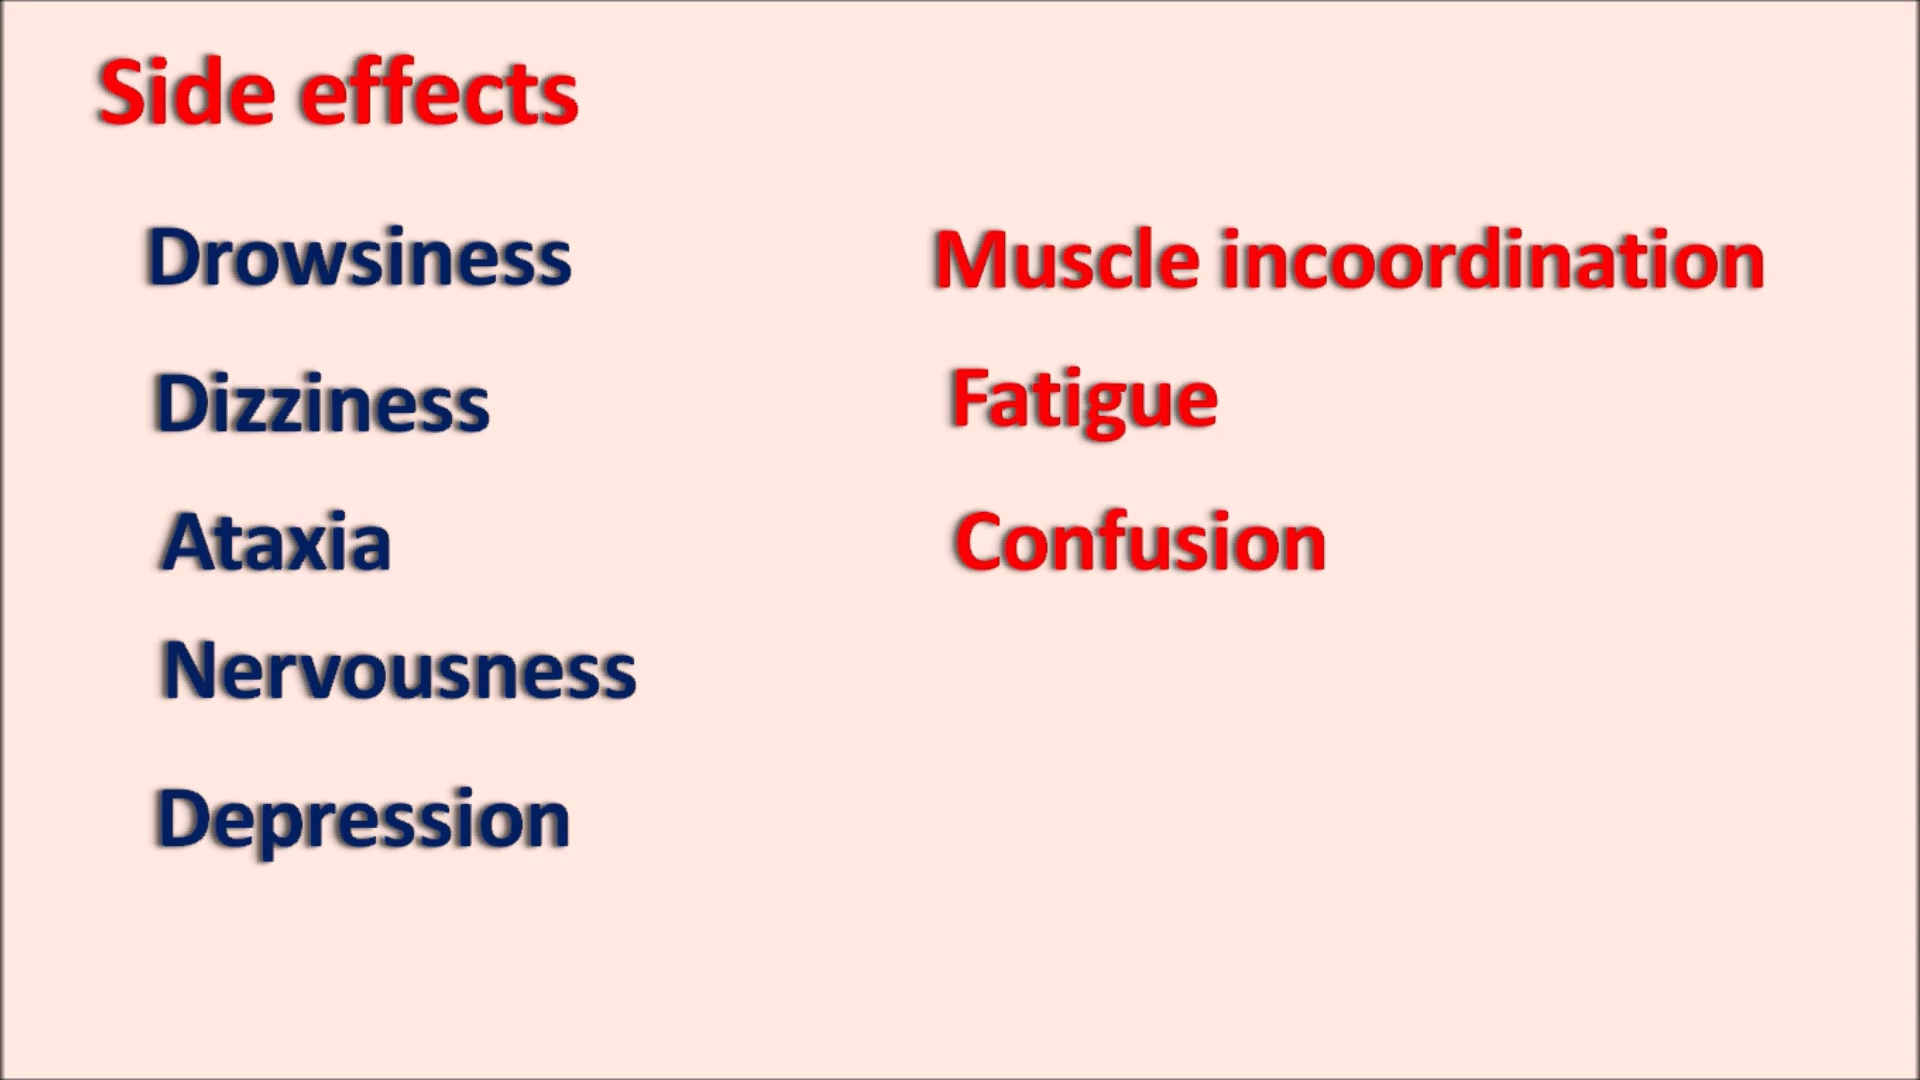 Side effects
Drowsiness
Dizziness
Ataxia
Nervousness
Depression
Muscle incoordination
Fatigue
Confusion